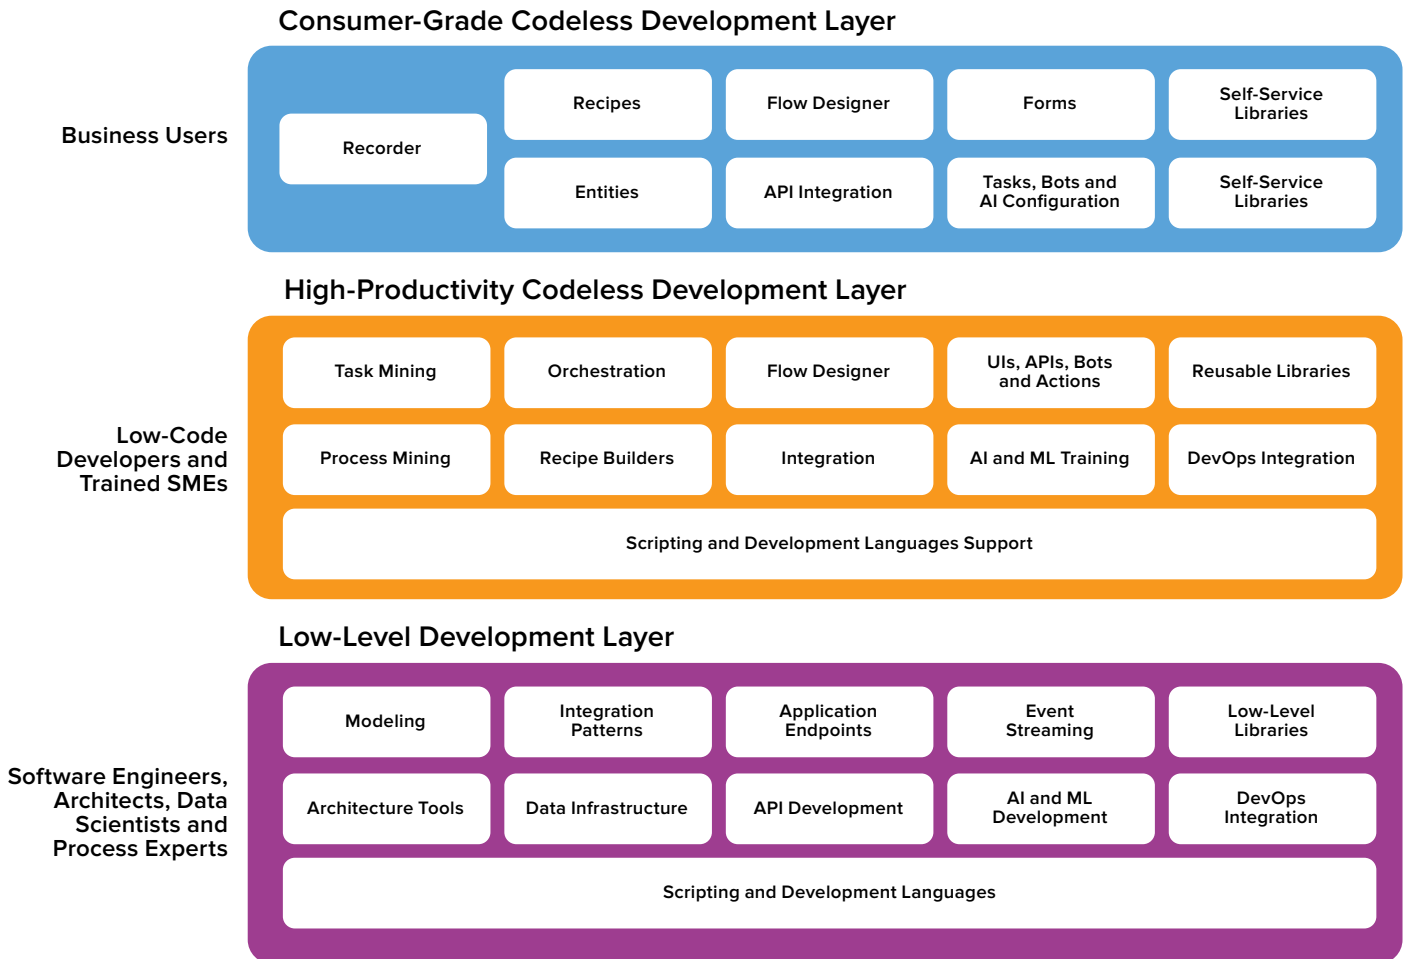 Consumer-Grade Codeless Development Layer
Business Users
Recorder
Recipes
Flow Designer
Forms
Self-Service
Libraries
Entities
API Integration
Tasks, Bots and
AI Configuration
Self-Service
Libraries
High-Productivity Codeless Development Layer
Low-Code
Developers and
Trained SMEs
Task Mining
Orchestration
Flow Designer
UIs, APIs, Bots
and Actions
Reusable Libraries
Process Mining
Recipe Builders
Integration
AI and ML Training
DevOps Integration
Scripting and Development Languages Support
Low-Level Development Layer
Software Engineers,
Architects, Data
Scientists and
Process Experts
Modeling
Integration
Patterns
Application
Endpoints
Event
Streaming
Low-Level
Libraries
Architecture Tools
Data Infrastructure
API Development
AI and ML
Development
DevOps
Integration
Scripting and Development Languages